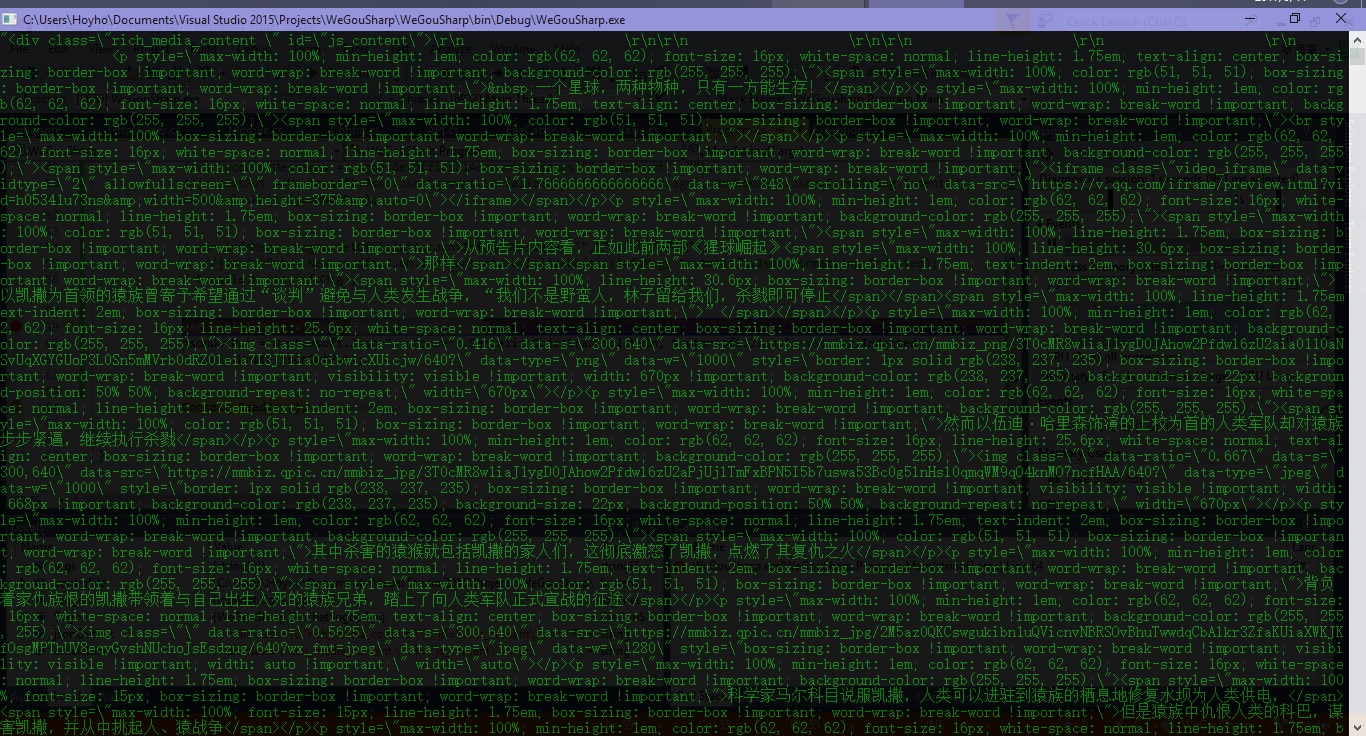 C:\Users\Hoyho\Documents\Visual Studio 2015\Projects\WeGouSharp\WeGouSharp\bin\Debug\WeGouSharp.exe
"<div class=\"rich_media_content \" id=\"js_content\">\r\n \r\n\r\n \r\n\r\n \r\n \r\n
<p style=\"max-width: 100%; min-height: 1em; color: rgb(62, 62, 62); font-size: 16px; white-space: normal; line-height: 1.75em; text-align: center; box-si
zing: border-box !important; word-wrap: break-word !important; background-color: rgb(255, 255, 255);\"><span style=\"max-width: 100%; color: rgb(51, 51, 51); box-sizing
: border-box !important; word-wrap: break-word !important;\">&nbsp;一个星球，两种物种，只有一方能生存！</span></p><p style=\"max-width: 100%; min-height: 1em; color: rg
b(62, 62, 62); font-size: 16px; white-space: normal; line-height: 1.75em; text-align: center; box-sizing: border-box !important; word-wrap: break-word !important; back
ground-color: rgb(255, 255, 255);\"><span style=\"max-width: 100%; color: rgb(51, 51, 51); box-sizing: border-box !important; word-wrap: break-word !important;\"><br sty
le=\"max-width: 100%; box-sizing: border-box !important; word-wrap: break-word !important;\"></span></p><p style=\"max-width: 100%; min-height: 1em; color: rgb(62, 62,
62); font-size: 16px; white-space: normal; line-height: 1.75em; box-sizing: border-box !important; word-wrap: break-word !important; background-color: rgb(255, 255, 255
);\"><span style=\"max-width: 100%; color: rgb(51, 51, 51); box-sizing: border-box !important; word-wrap: break-word !important;\"><iframe class=\"video_iframe\" data-v
idtype=\"2\" allowfullscreen=\"\" frameborder=\"0\" data-ratio=\"1.7666666666666666\" data-w=\"848\" scrolling=\"no\" data-src=\"https://v.qq.com/iframe/preview.html?vi
d=h05341u73ns&amp;width=500&amp;height=375&amp;auto=0\"></iframe></span></p><p style=\"max-width: 100%; min-height: 1em; color: rgb(62, 62, 62); font-size: 16px; white-
space: normal; line-height: 1.75em; box-sizing: border-box !important; word-wrap: break-word !important; background-color: rgb(255, 255, 255);\"><span style=\"max-width
: 100%; color: rgb(51, 51, 51); box-sizing: border-box !important; word-wrap: break-word !important;\"><span style=\"max-width: 100%; line-height: 1.75em; box-sizing: b
order-box !important; word-wrap: break-word !important;\">从预告片内容看，正如此前两部《猩球崛起》<span style=\"max-width: 100%; line-height: 30.6px; box-sizing: border-
box !important; word-wrap: break-word !important;\">那样</span></span><span style=\"max-width: 100%; line-height: 1.75em; text-indent: 2em; box-sizing: border-box !impor
tant; word-wrap: break-word !important;\"><span style=\"max-width: 100%; line-height: 30.6px; box-sizing: border-box !important; word-wrap: break-word !important;\">，
以凯撒为首领的猿族曾寄予希望通过“谈判”避免与人类发生战争，“我们不是野蛮人，林子留给我们，杀戮即可停止</span></span><span style=\"max-width: 100%; line-height: 1.75em;
text-indent: 2em; box-sizing: border-box !important; word-wrap: break-word !important;\">。”</span></span></p><p style=\"max-width: 100%; min-height: 1em; color: rgb(62,
62, 62); font-size: 16px; line-height: 25.6px; white-space: normal; text-align: center; box-sizing: border-box !important; word-wrap: break-word !important; background-c
olor: rgb(255, 255, 255);\"><img class=\"\" data-ratio=\"0.416\" data-s=\"300,640\" data-src=\"https://mmbiz.qpic.cn/mmbiz_png/
data-type=\"png\" data-w=\"1000\" style=\"border: 1px solid rgb(238, 237, 235); box-sizing: border-box !impo
rtant; word-wrap: break-word !important; visibility: visible !important; width: 670px !important; background-color: rgb(238, 237, 235); background-size: 22px; backgroun
d-position: 50% 50%; background-repeat: no-repeat;\" width=\"670px\"></p><p style=\"max-width: 100%; min-height: 1em; color: rgb(62, 62, 62); font-size: 16px; white-spa
ce: normal; line-height: 1.75em; text-indent: 2em; box-sizing: border-box !important; word-wrap: break-word !important; background-color: rgb(255, 255, 255);\"><span st
yle=\"max-width: 100%; color: rgb(51, 51, 51); box-sizing: border-box !important; word-wrap: break-word !important;\">然而以伍迪·哈里森饰演的上校为首的人类军队却对猿族
步步紧逼，继续执行杀戮</span></p><p style=\"max-width: 100%; min-height: 1em; color: rgb(62, 62, 62); font-size: 16px; line-height: 25.6px; white-space: normal; text-al
ign: center; box-sizing: border-box !important; word-wrap: break-word !important; background-color: rgb(255, 255, 255);\"><img class=\"\" data-ratio=\"0.667\" data-s=\"
300,640\" data-src=\"https://mmbiz.qpic.cn/mmbiz_jpg/ data-type=\"jpeg\" d
ata-w=\"1000\" style=\"border: 1px solid rgb(238, 237, 235); box-sizing: border-box !important; word-wrap: break-word !important; visibility: visible !important; width:
668px !important; background-color: rgb(238, 237, 235); background-size: 22px; background-position: 50% 50%; background-repeat: no-repeat;\" width=\"670px\"></p><p sty
le=\"max-width: 100%; min-height: 1em; color: rgb(62, 62, 62); font-size: 16px; white-space: normal; line-height: 1.75em; text-indent: 2em; box-sizing: border-box !impor
tant; word-wrap: break-word !important; background-color: rgb(255, 255, 255);\"><span style=\"max-width: 100%; color: rgb(51, 51, 51); box-sizing: border-box !importan
t; word-wrap: break-word !important;\">其中杀害的猿猴就包括凯撒的家人们，这彻底激怒了凯撒，点燃了其复仇之火</span></p><p style=\"max-width: 100%; min-height: 1em; color
: rgb(62, 62, 62); font-size: 16px; white-space: normal; line-height: 1.75em; text-indent: 2em; box-sizing: border-box !important; word-wrap: break-word !important; bac
kground-color: rgb(255, 255, 255);\"><span style=\"max-width: 100%; color: rgb(51, 51, 51); box-sizing: border-box !important; word-wrap: break-word !important;\">背负
着家仇族恨的凯撒带领着与自己出生入死的猿族兄弟，踏上了向人类军队正式宣战的征途</span></p><p style=\"max-width: 100%; min-height: 1em; color: rgb(62, 62, 62); font-size:
16px; white-space: normal; line-height: 1.75em; text-align: center; box-sizing: border-box !important; word-wrap: break-word !important; background-color: rgb(255, 255
, 255);\"><img class=\"\" data-ratio=\"0.5625\" data-s=\"300,640\" data-src=\"https://mmbiz.qpic.cn/mmbiz_jpg/
640?wx_fmt=jpeg\" data-type=\"jpeg\" data-w=\"1280\" style=\"box-sizing: border-box !important; word-wrap: break-word !important; visibi
lity: visible !important; width: auto !important;\" width=\"auto\"></p><p style=\"max-width: 100%; min-height: 1em; color: rgb(62, 62, 62); font-size: 16px; white-space
: normal; line-height: 1.75em; box-sizing: border-box !important; word-wrap: break-word !important; background-color: rgb(255, 255, 255);\"><span style=\"max-width: 100
%; font-size: 15px; box-sizing: border-box !important; word-wrap: break-word !important;\">科学家马尔科目说服凯撒，人类可以进驻到猿族的栖息地修复水坝为人类供电，</span>
<span style=\"max-width: 100%; font-size: 15px; box-sizing: border-box !important; word-wrap: break-word !important;\">但是猿族中仇恨人类的科巴，谋
害凯撒，并从中挑起人、猿战争</span></p><p style=\"max-width: 100%; min-height: 1em; color: rgb(62, 62, 62); font-size: 16px; white-space: normal; line-height: 1.75em; b